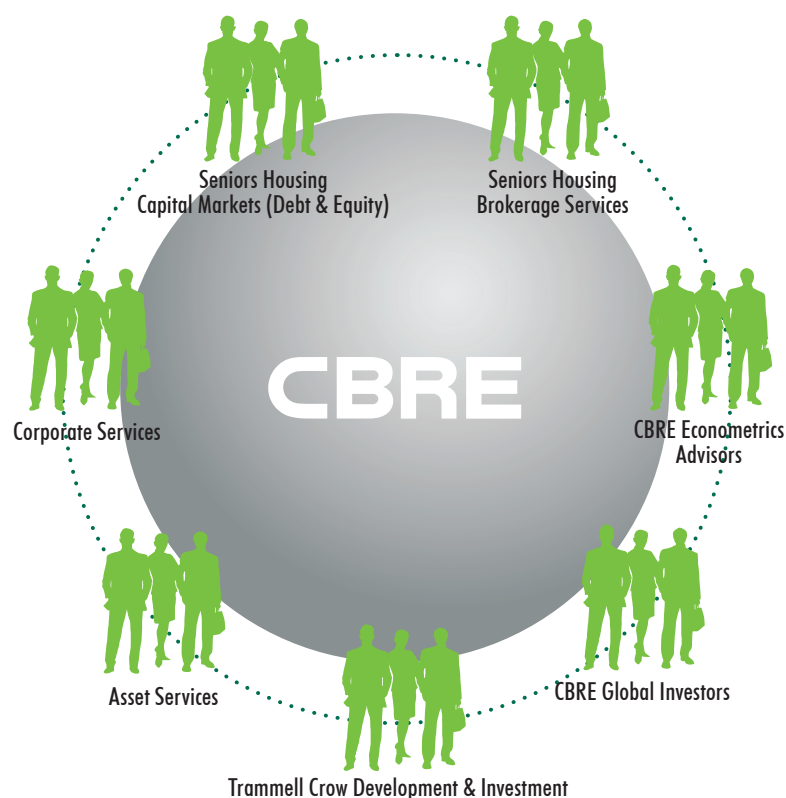 Seniors Housing
Capital Markets (Debt & Equity)
Seniors Housing
Brokerage Services
CBRE
Corporate Services
CBRE Econometrics
Advisors
Asset Services
CBRE Global Investors
Trammell Crow Development & Investment